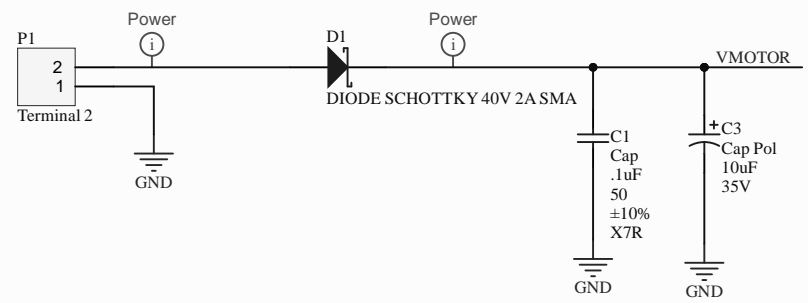 Power
Power
P1
D1
VMOTOR
2
i
i
1
DIODE SCHOTTKY 40V 2A SMA
Terminal 2
GND
C1
Cap
.1uF
50
±10%
X7R
+
C3
Cap Pol
10uF
35V
GND
GND